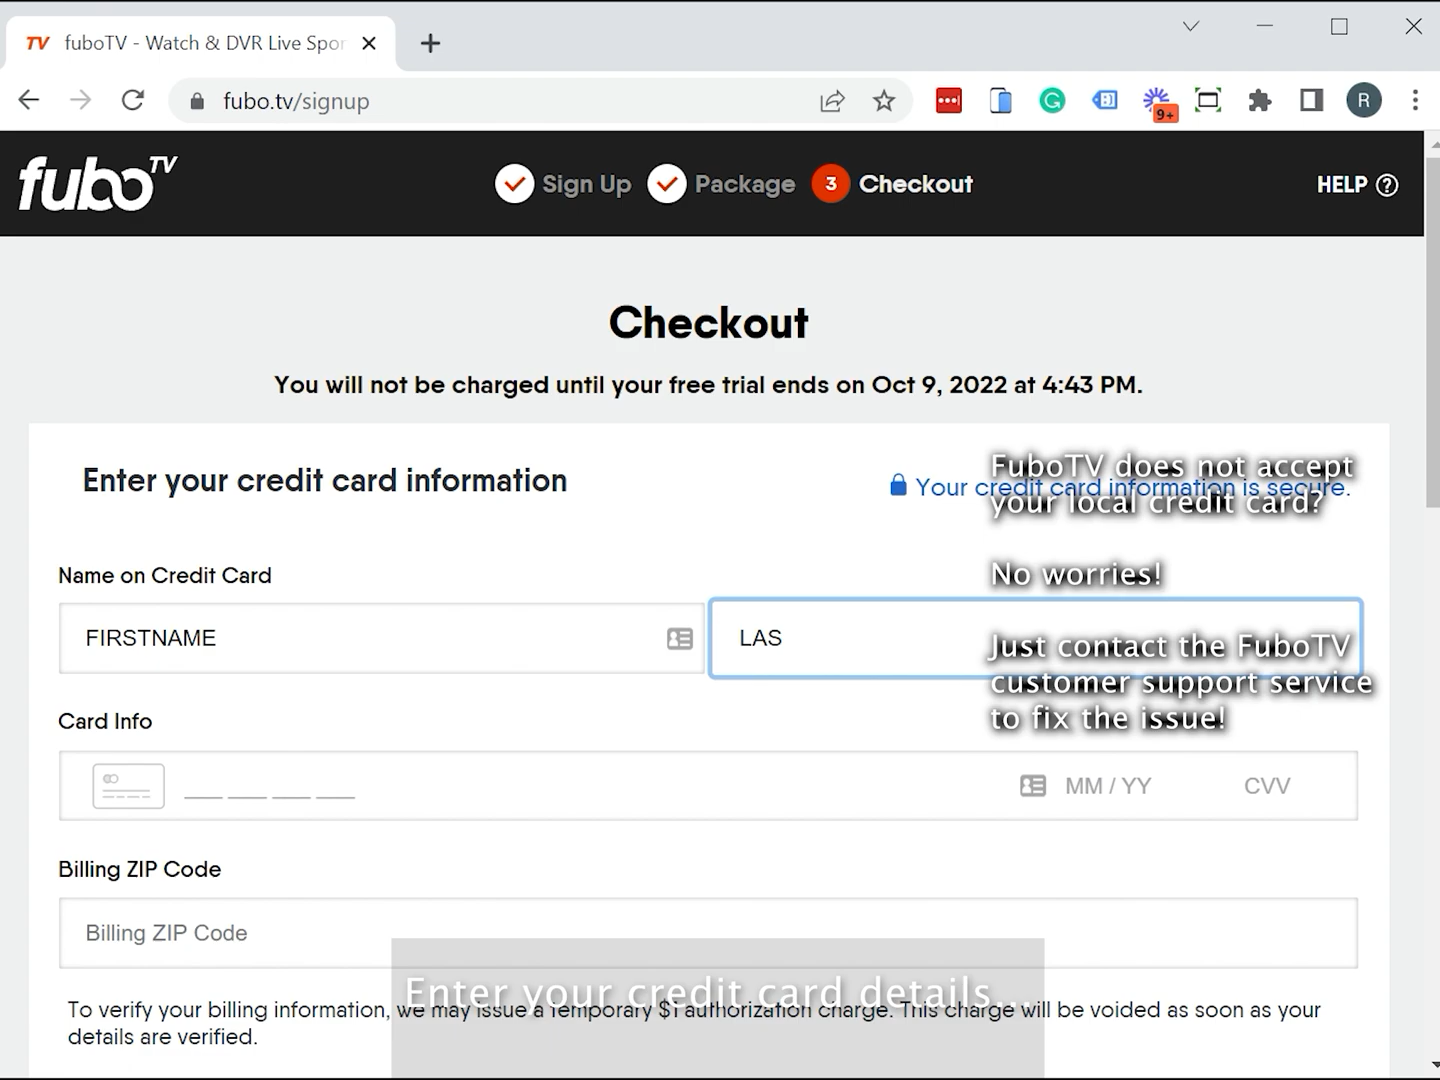 TV fuboTV - Watch & DVR Live Spor
fubo.tv/signup
9+
R
fuboTV
Sign Up
Package
3 Checkout
HELP ?
Checkout
You will not be charged until your free trial ends on Oct 9, 2022 at 4:43 PM.
Enter your credit card information
Your credit card information is secure.
FuboTV does not accept
your local credit card?
No worries!
Just contact the FuboTV
customer support service
to fix the issue!
Name on Credit Card
FIRSTNAME
LAS
Card Info
MM / YY
CVV
Billing ZIP Code
Billing ZIP Code
Enter your credit card details...
To verify your billing information, we may issue a temporary $1 authorization charge. This charge will be voided as soon as your
details are verified.